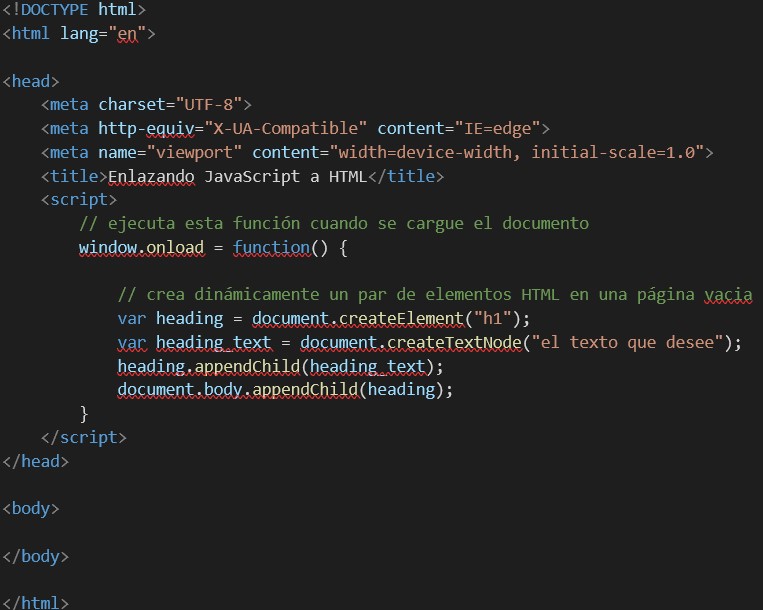 <!DOCTYPE html>
<html lang="en">
<head>
<meta charset="UTF-8">
<meta http-equiv="X-UA-Compatible" content="IE=edge">
<meta name="viewport" content="width=device-width, initial-scale=1.0">
<title>Enlazando JavaScript a HTML</title>
<script>
// ejecuta esta función cuando se cargue el documento
window.onload = function() {
// crea dinámicamente un par de elementos HTML en una página vacia
var heading = document.createElement("h1");
var heading_text = document.createTextNode("el texto que desee");
heading.appendChild(heading_text);
document.body.appendChild(heading);
}
</script>
</head>
<body>
</body>
</html>